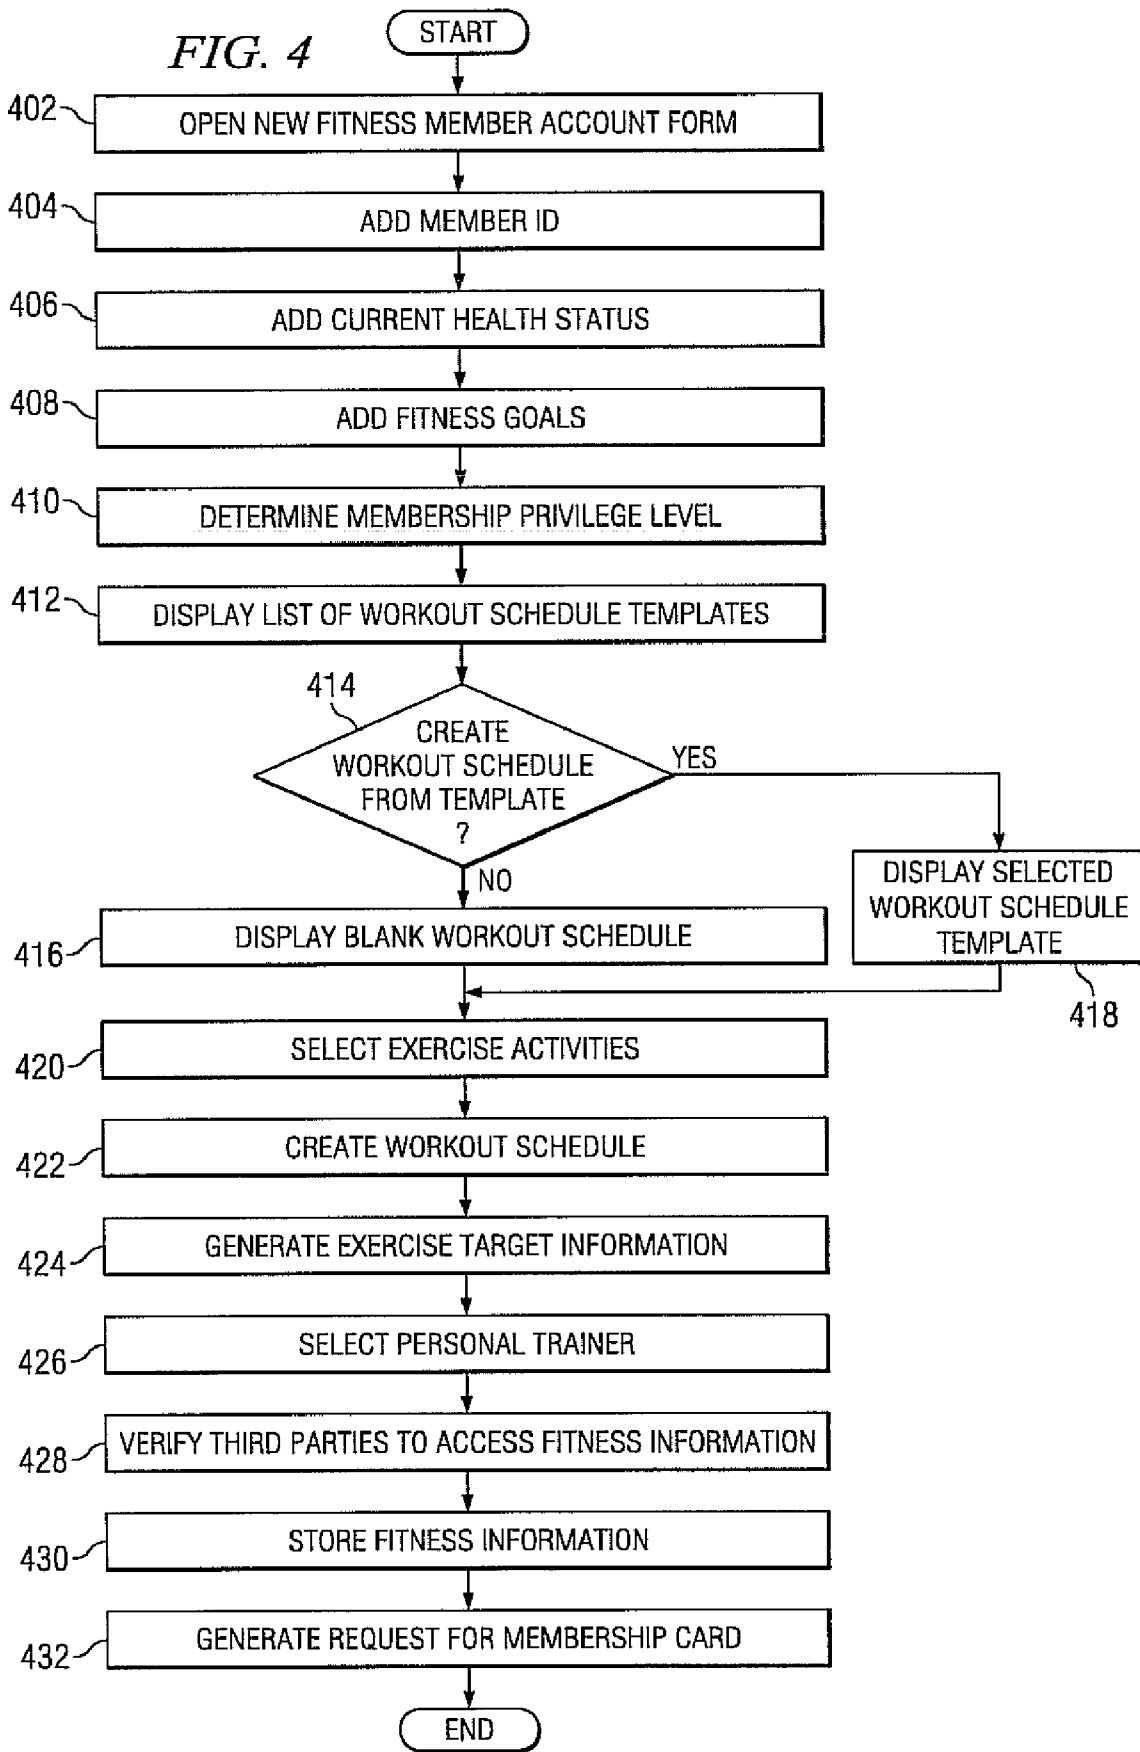 FIG. 4
START
402
OPEN NEW FITNESS MEMBER ACCOUNT FORM
404
ADD MEMBER ID
406
ADD CURRENT HEALTH STATUS
408
ADD FITNESS GOALS
410
DETERMINE MEMBERSHIP PRIVILEGE LEVEL
412
DISPLAY LIST OF WORKOUT SCHEDULE TEMPLATES
414
CREATE
WORKOUT SCHEDULE
FROM TEMPLATE
?
YES
NO
DISPLAY SELECTED
WORKOUT SCHEDULE
TEMPLATE
418
416
DISPLAY BLANK WORKOUT SCHEDULE
420
SELECT EXERCISE ACTIVITIES
422
CREATE WORKOUT SCHEDULE
424
GENERATE EXERCISE TARGET INFORMATION
426
SELECT PERSONAL TRAINER
428
VERIFY THIRD PARTIES TO ACCESS FITNESS INFORMATION
430
STORE FITNESS INFORMATION
432
GENERATE REQUEST FOR MEMBERSHIP CARD
END